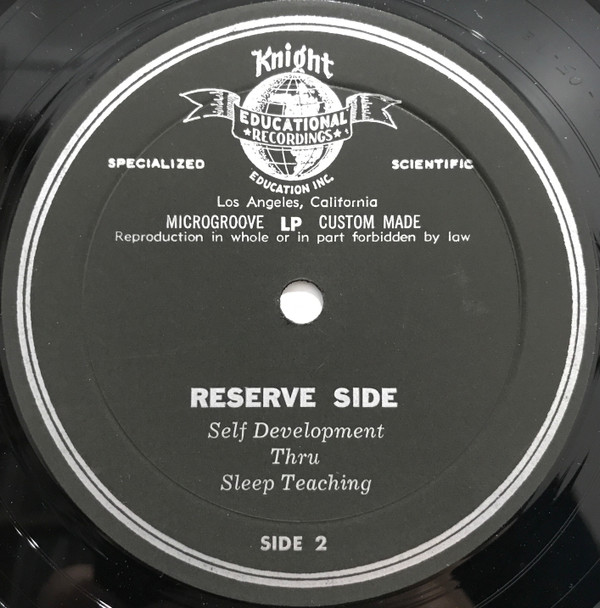 Knight
EDUCATIONAL
★RECORDINGS★
SPECIALIZED
SCIENTIFIC
EDUCATION INC.
Los Angeles, California
MICROGROOVE LP CUSTOM MADE
Reproduction in whole or in part forbidden by law
RESERVE SIDE
Self Development
Thru
Sleep Teaching
SIDE 2